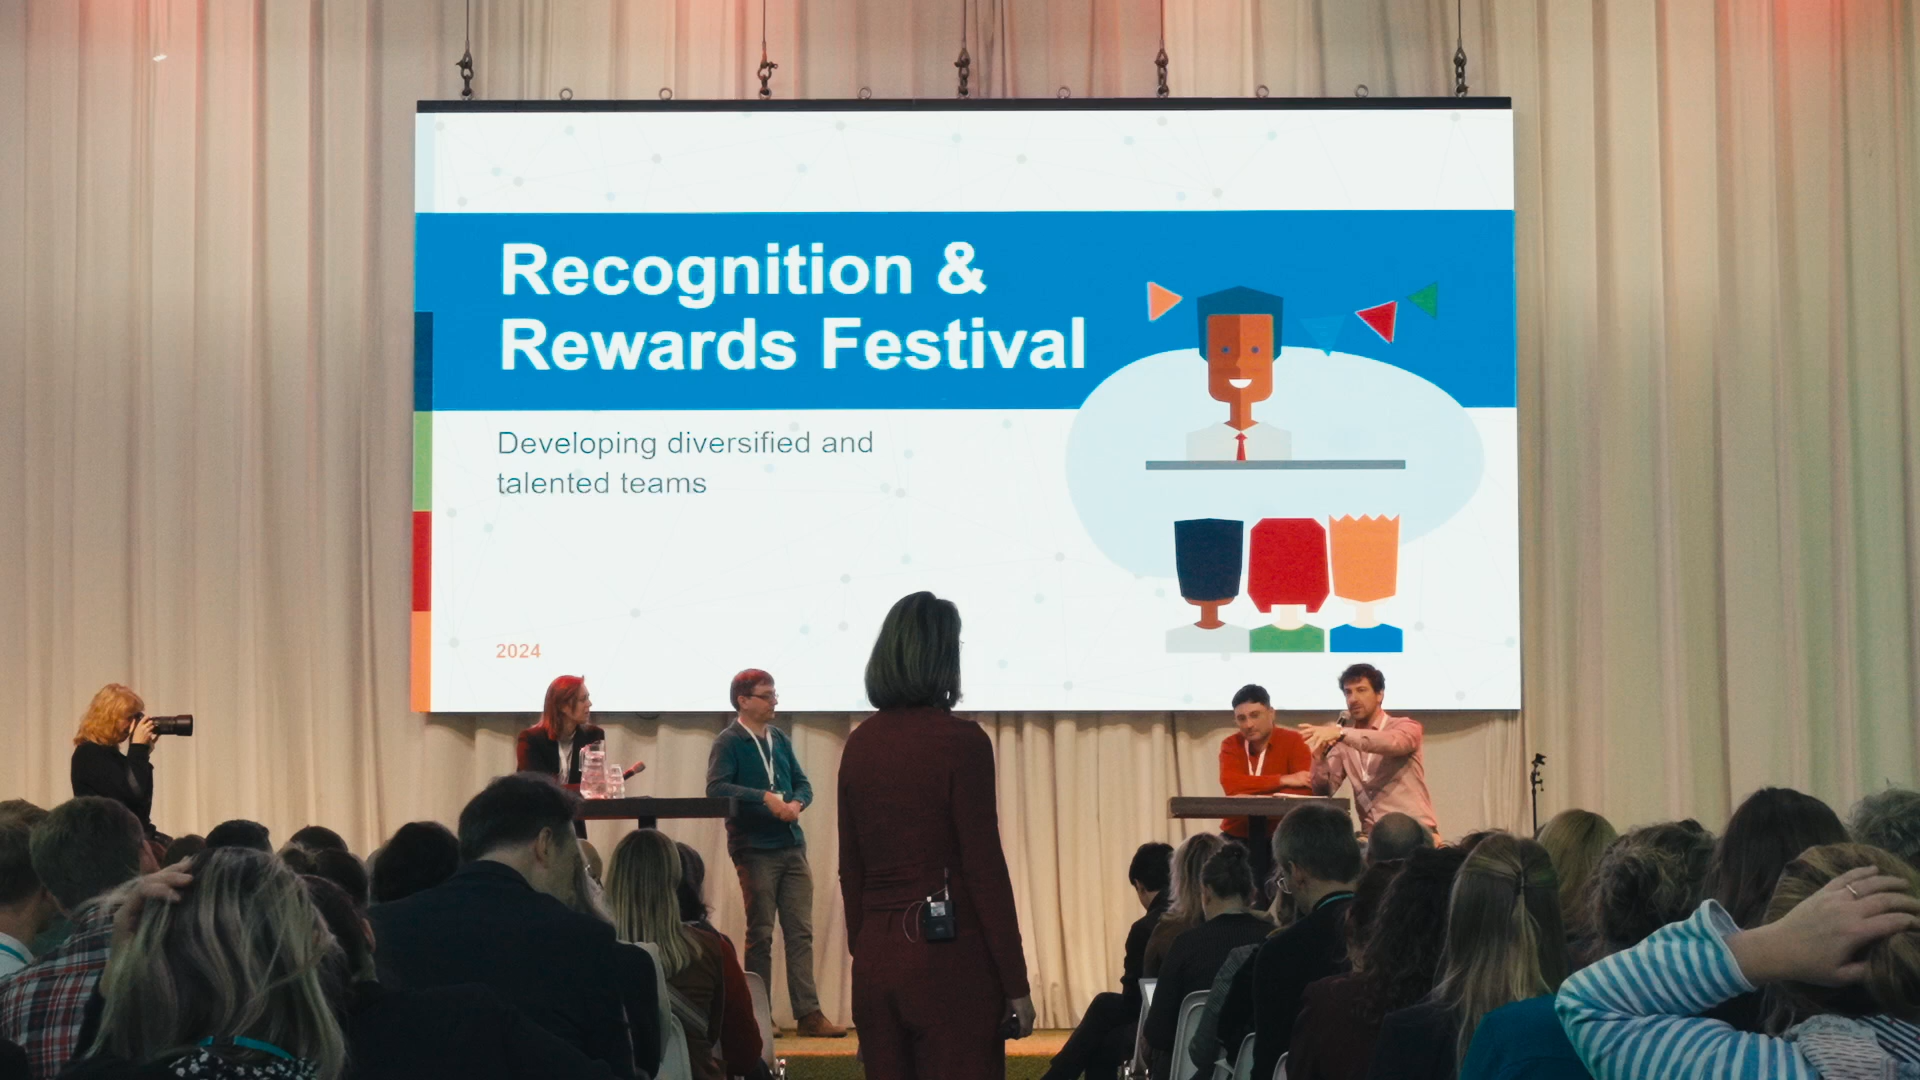 Recognition &
Rewards Festival
Developing diversified and
talented teams
2024